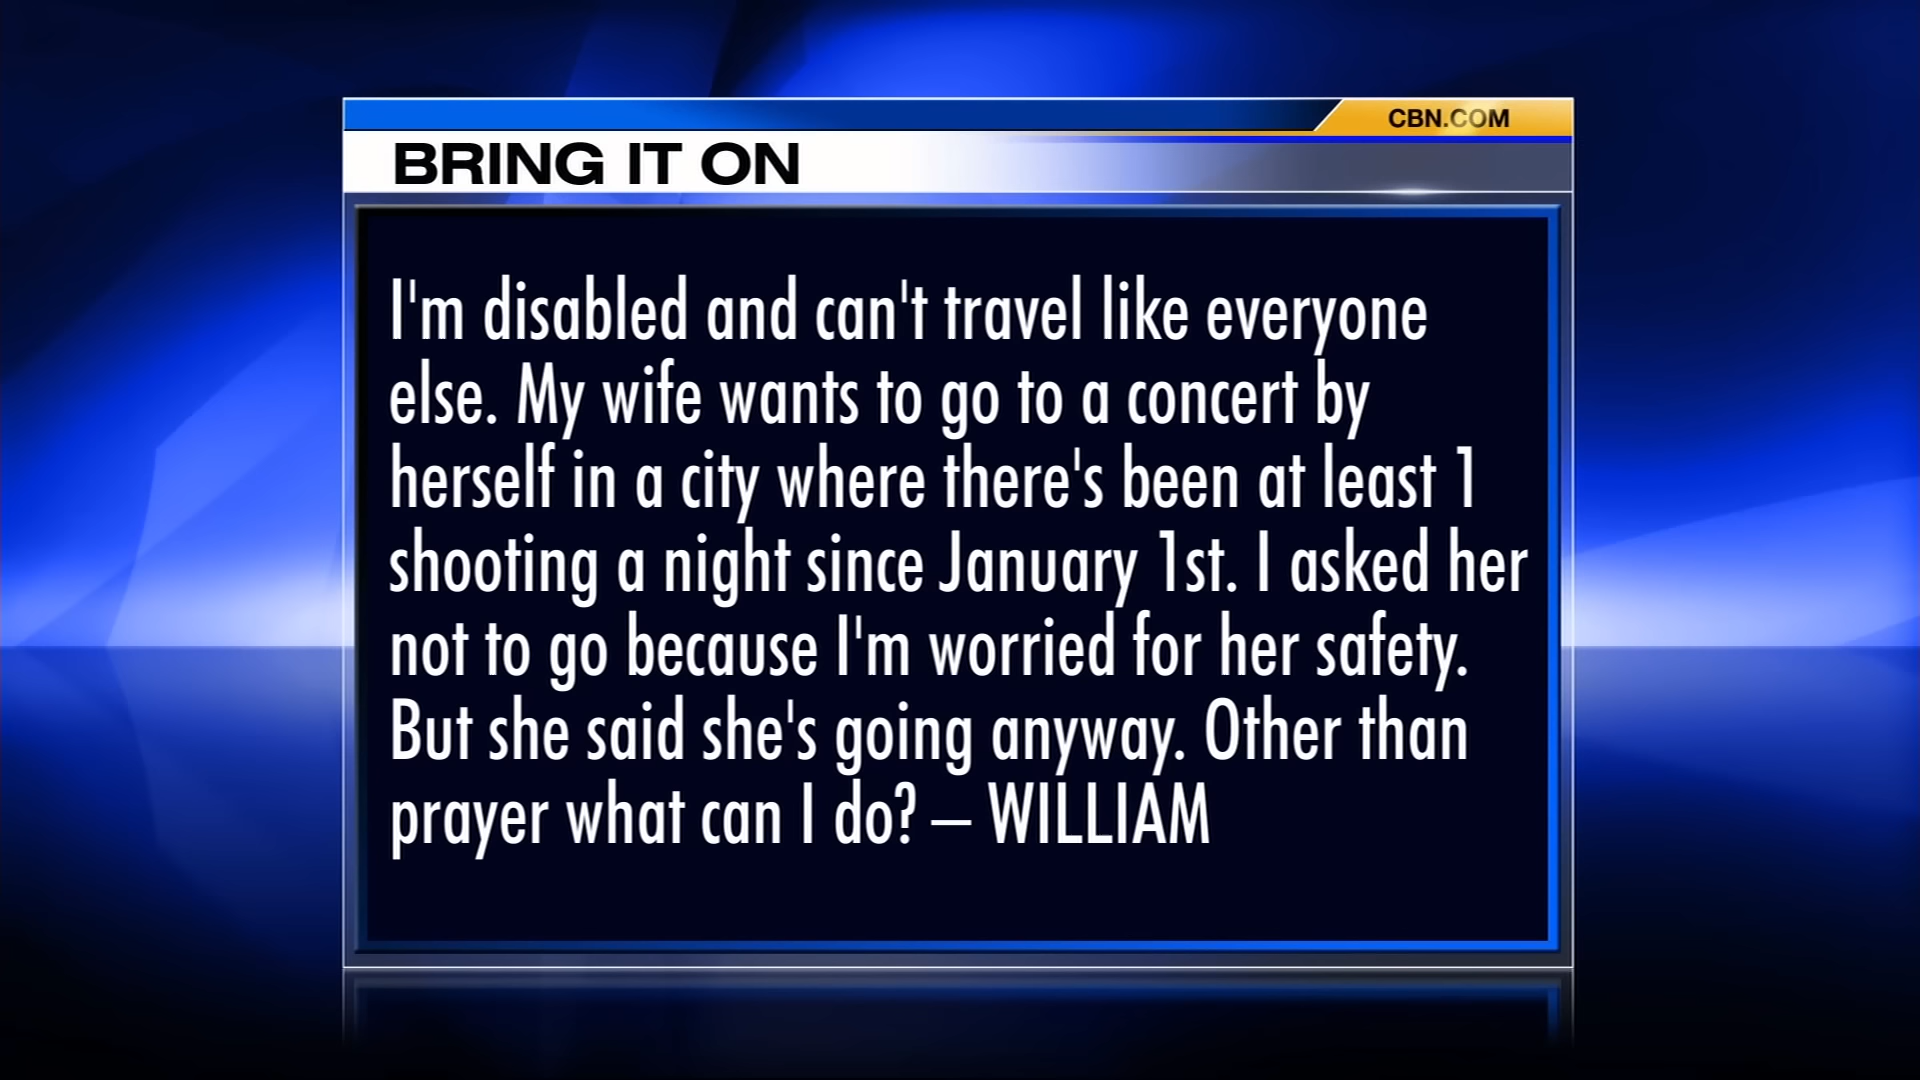 CBN.COM
BRING IT ON
I'm disabled and can't travel like everyone
else. My wife wants to go to a concert by
herself in a city where there's been at least 1
shooting a night since January 1st. I asked her
not to go because I'm worried for her safety.
But she said she's going anyway. Other than
prayer what can I do? – WILLIAM